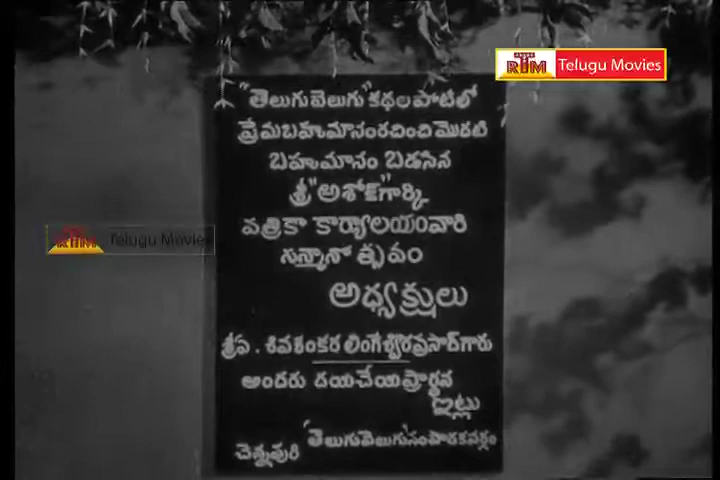 RTM Telugu Movies
"తెలుగువెలుగు" కథలపోటిలో
ప్రేమబహుమానంరచించిమొదటి
బహుమానం బడసిన
శ్రీ "అశోక్" గార్కి
పత్రికా కార్యాలయంవారి
సన్మానోత్సవం
RTM Telugu Movies
అధ్యక్షులు
శ్రీ ఏ. శివశంకర లింగేశ్వరప్రసాద్ గారు
అందరు దయచేయప్రార్థన
ఇట్లు
'తెలుగువెలుగు'సంపాదకవర్గం
చెన్నపురి